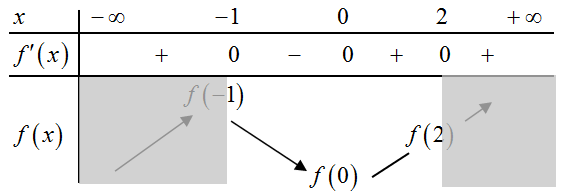 x −∞ −1 0 2 +∞
f′(x) + 0 − 0 + 0 +
f(−1)
f(x) f(2)
f(0)